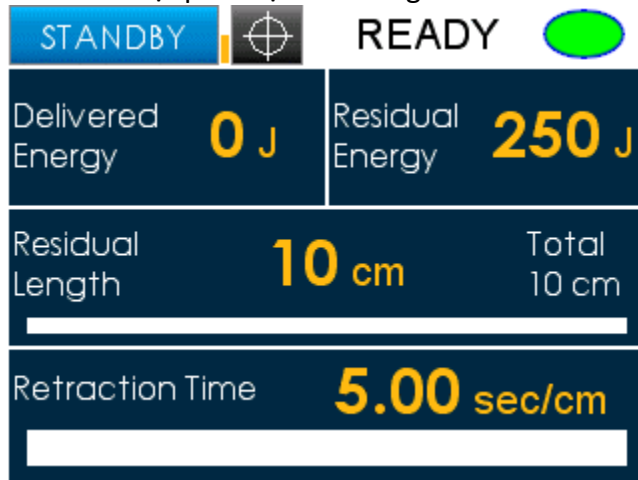 STANDBY READY
Delivered Energy 0 J
Residual Energy 250 J
Residual Length 10 cm Total 10 cm
Retraction Time 5.00 sec/cm